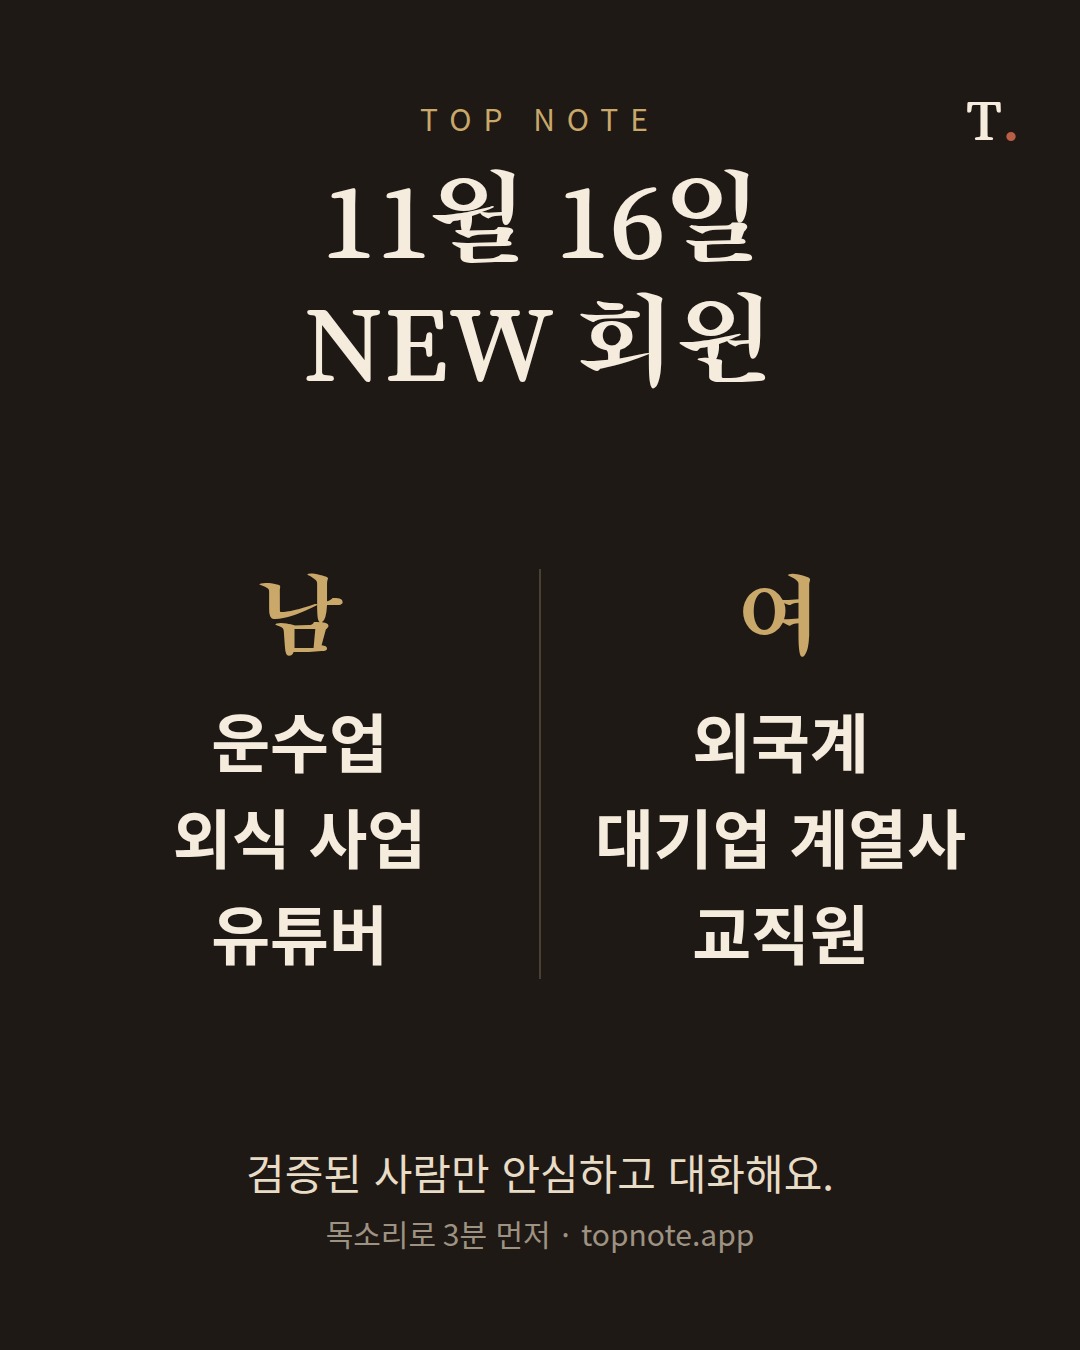 TOP NOTE
T.
11월 16일
NEW 회원
남
운수업
외식 사업
유튜버
여
외국계
대기업 계열사
교직원
검증된 사람만 안심하고 대화해요.
목소리로 3분 먼저 · topnote.app